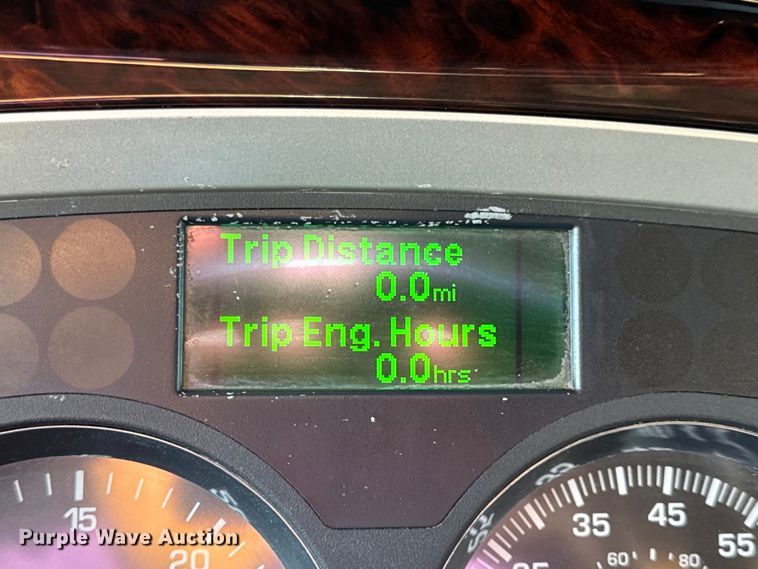 Trip Distance
0.0mi
Trip Eng. Hours
0.0hrs
15
20
35
45
55
60
80
Purple Wave Auction